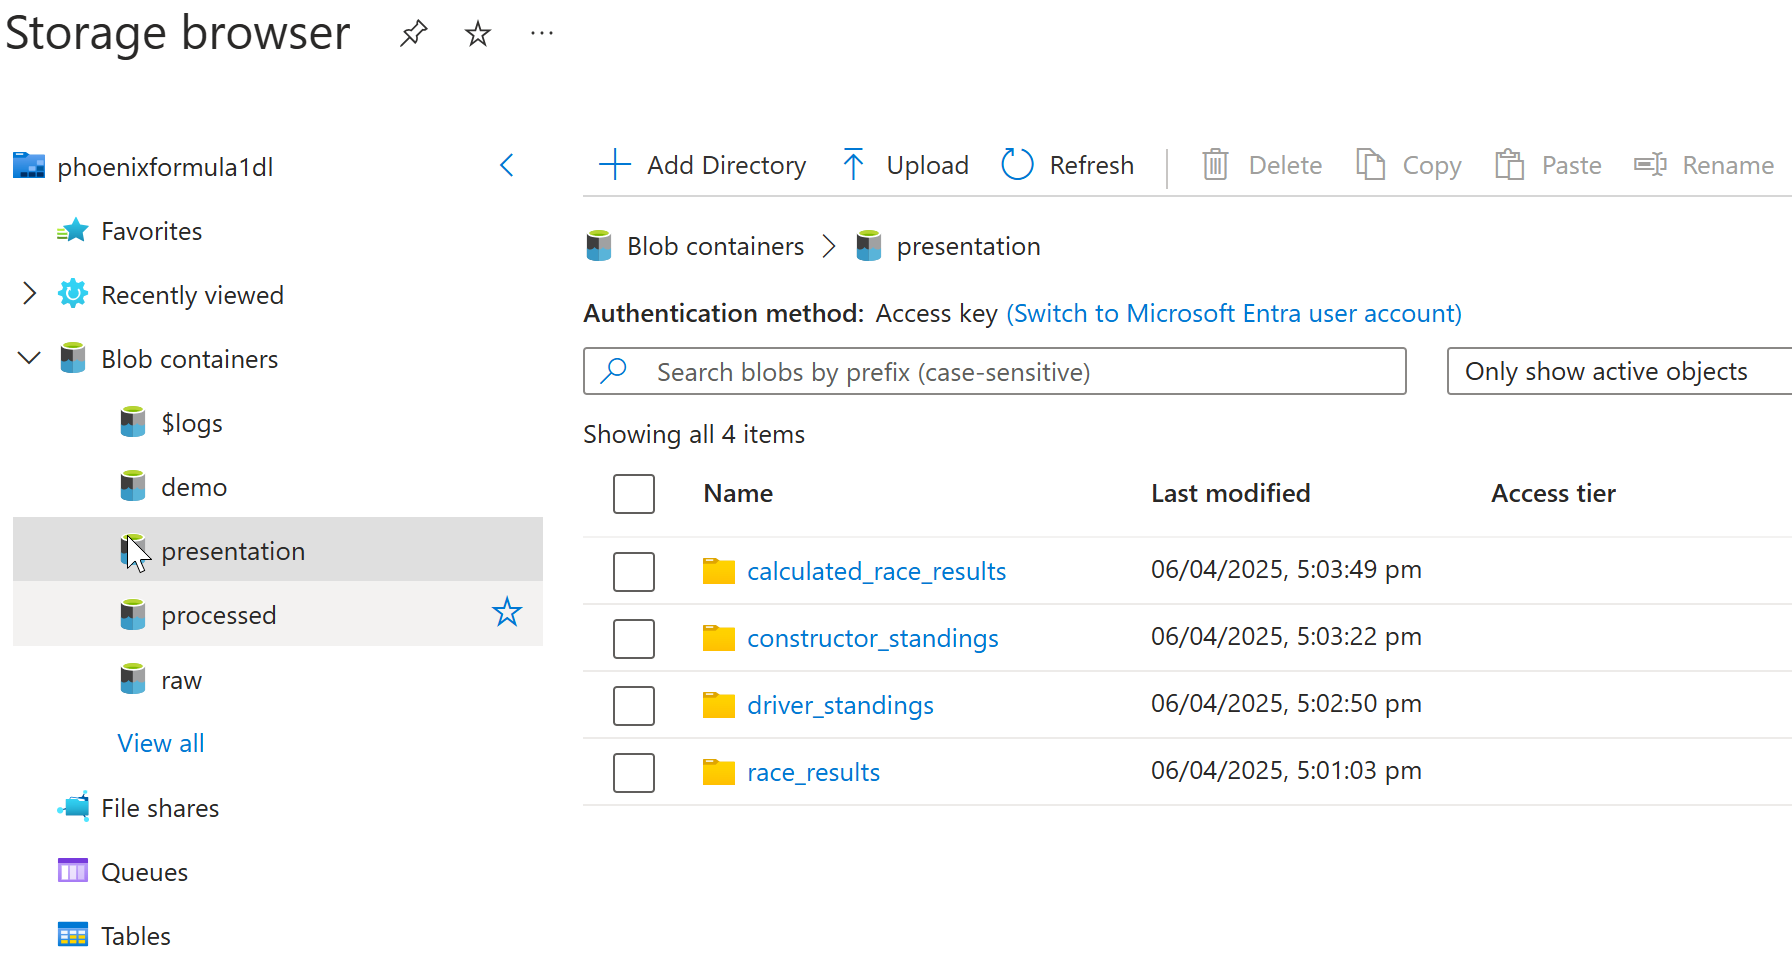 Storage browser
phoenixformula1dl
Favorites
Recently viewed
Blob containers
$logs
demo
presentation
processed
raw
View all
File shares
Queues
Tables
Add Directory Upload Refresh Delete Copy Paste Rename
Blob containers > presentation
Authentication method: Access key (Switch to Microsoft Entra user account)
Search blobs by prefix (case-sensitive) Only show active objects
Showing all 4 items
Name Last modified Access tier
calculated_race_results 06/04/2025, 5:03:49 pm
constructor_standings 06/04/2025, 5:03:22 pm
driver_standings 06/04/2025, 5:02:50 pm
race_results 06/04/2025, 5:01:03 pm